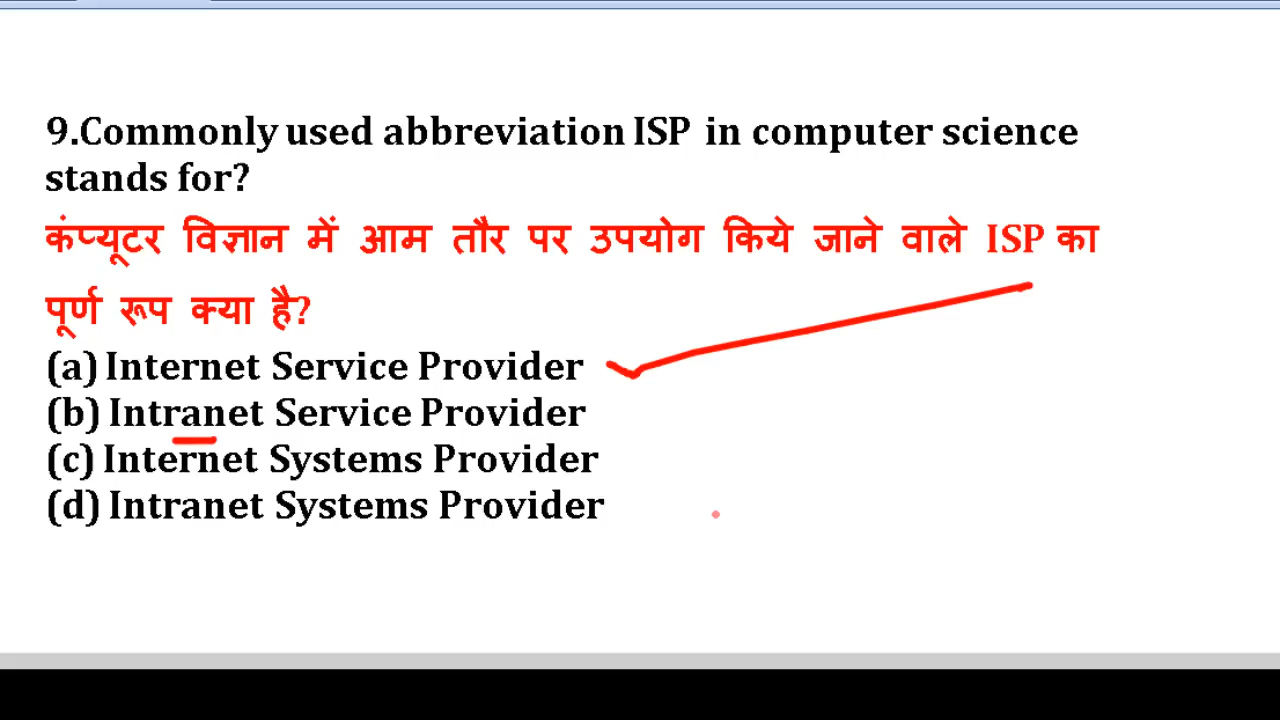 9.Commonly used abbreviation ISP in computer science
stands for?
कंप्यूटर विज्ञान में आम तौर पर उपयोग किये जाने वाले ISP का
पूर्ण रूप क्या है?
(a) Internet Service Provider
(b) Intranet Service Provider
(c) Internet Systems Provider
(d) Intranet Systems Provider